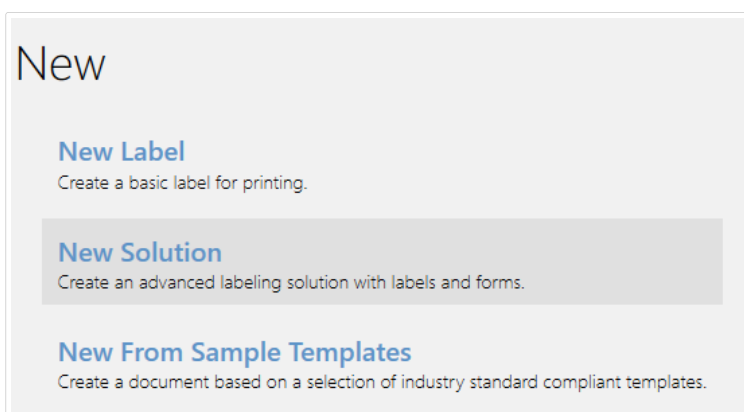 New
New Label
Create a basic label for printing.
New Solution
Create an advanced labeling solution with labels and forms.
New From Sample Templates
Create a document based on a selection of industry standard compliant templates.